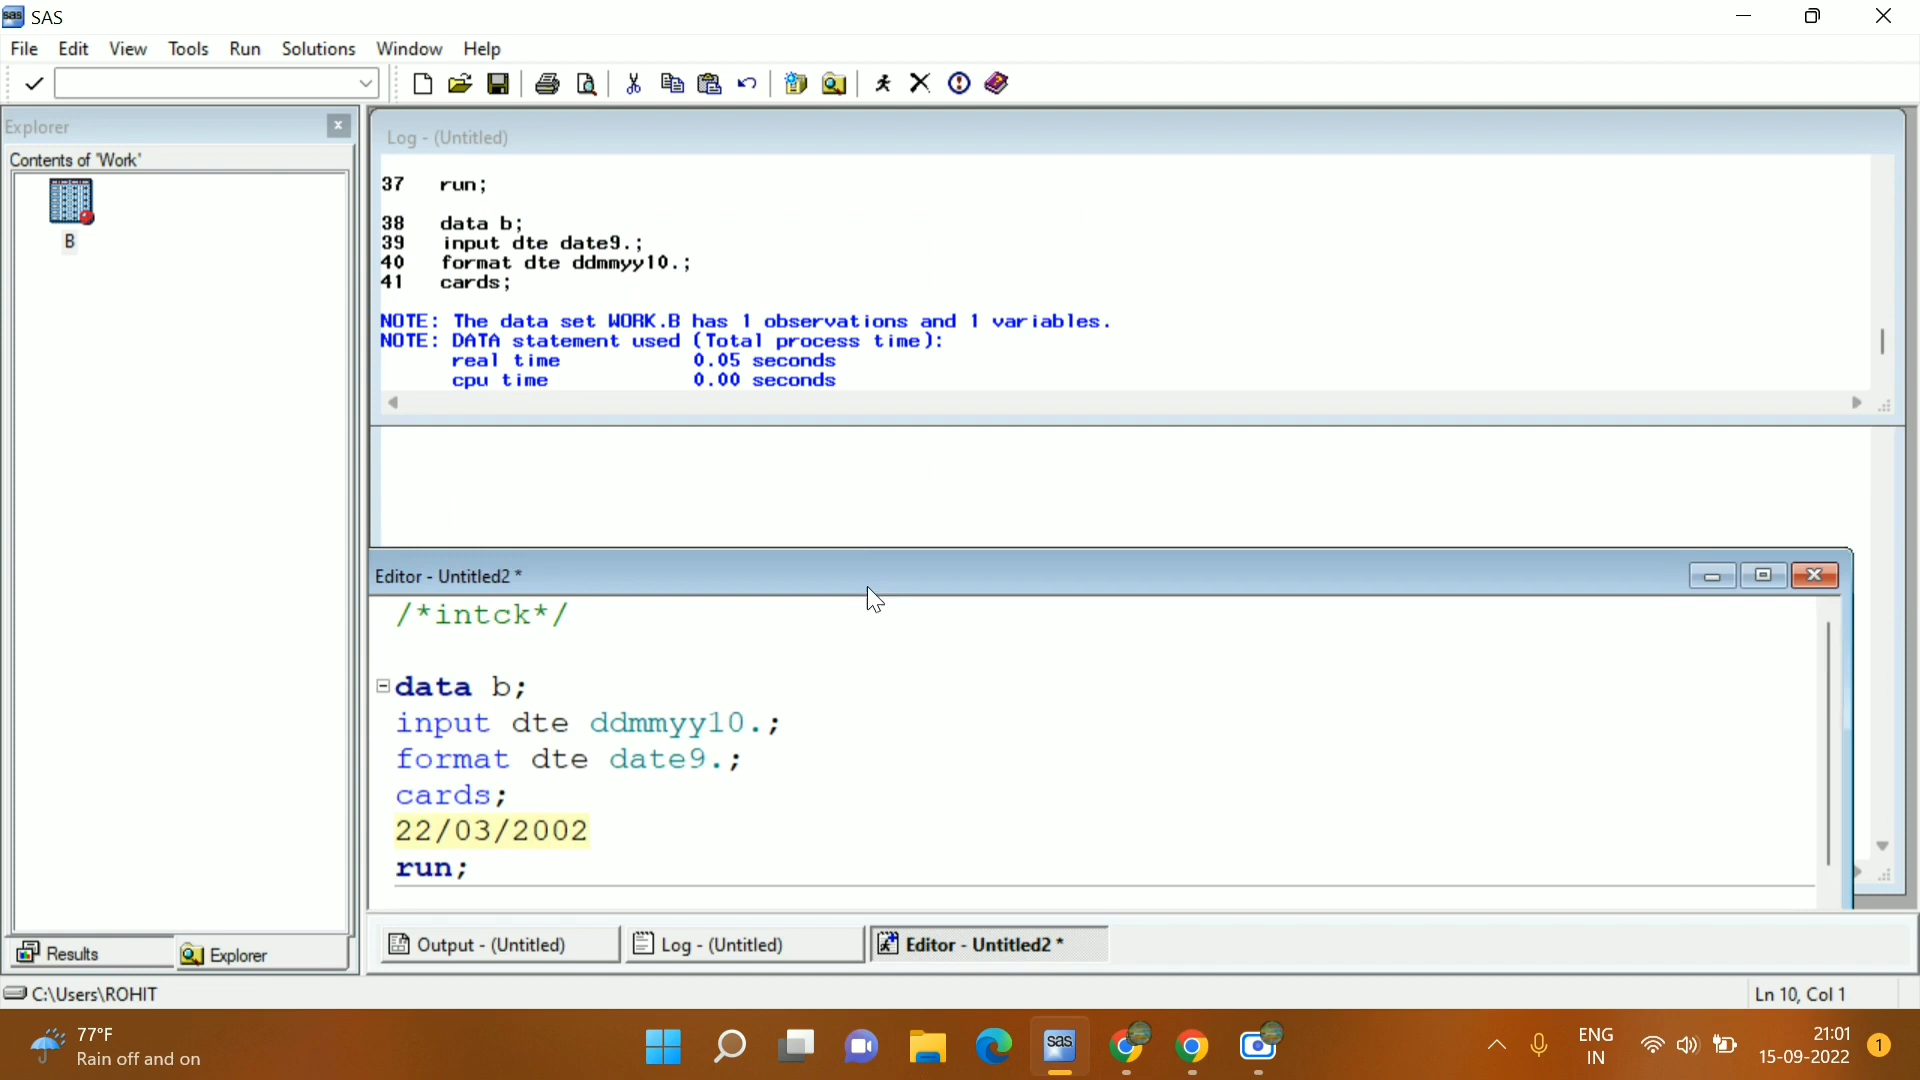 sas SAS
File Edit View Tools Run Solutions Window Help
Explorer
Contents of 'Work'
B
Log - (Untitled)
37 run;
38 data b;
39 input dte date9.;
40 format dte ddmmyy10.;
41 cards;
NOTE: The data set WORK.B has 1 observations and 1 variables.
NOTE: DATA statement used (Total process time):
real time 0.05 seconds
cpu time 0.00 seconds
Editor - Untitled2 *
/*intck*/
data b;
input dte ddmmyy10.;
format dte date9.;
cards;
22/03/2002
run;
Results Explorer
Output - (Untitled) Log - (Untitled) Editor - Untitled2 *
C:\Users\ROHIT Ln 10, Col 1
77°F
Rain off and on
sas
ENG
IN
21:01
15-09-2022
1